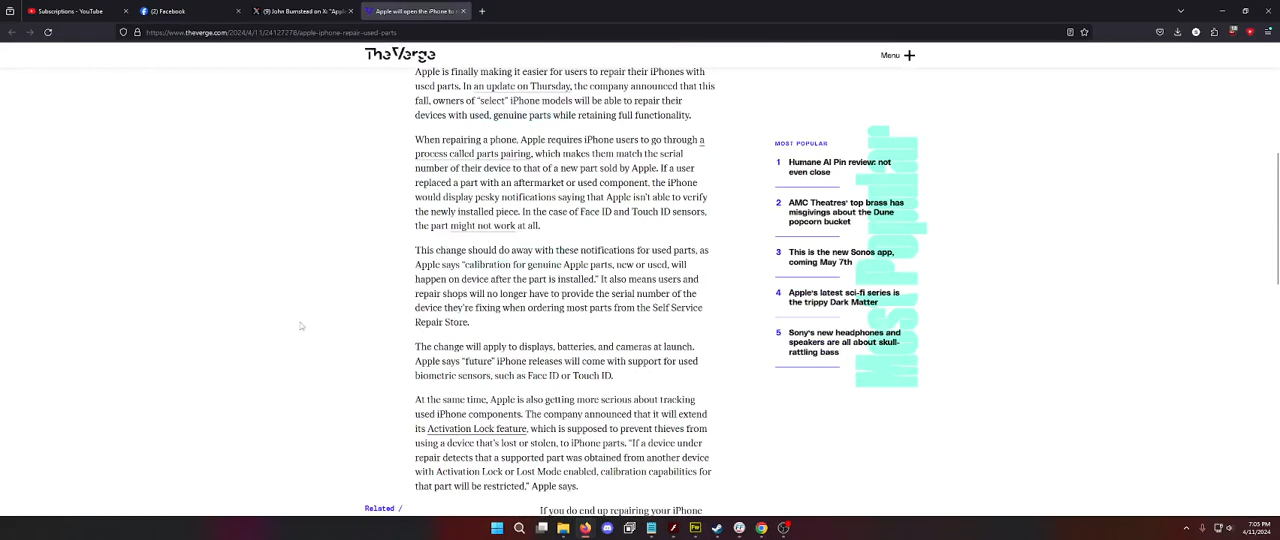 Subscriptions - YouTube
(2) Facebook
(9) John Bumstead on X: "Apple
Apple will open the iPhone to
www.theverge.com/2024/4/11/24127278/apple-iphone-repair-used-parts
The Verge
Menu
Apple is finally making it easier for users to repair their iPhones with
used parts. In an update on Thursday, the company announced that this
fall, owners of “select” iPhone models will be able to repair their
devices with used, genuine parts while retaining full functionality.
When repairing a phone, Apple requires iPhone users to go through a
process called parts pairing, which makes them match the serial
number of their device to that of a new part sold by Apple. If a user
replaced a part with an aftermarket or used component, the iPhone
would display pesky notifications saying that Apple isn’t able to verify
the newly installed piece. In the case of Face ID and Touch ID sensors,
the part might not work at all.
This change should do away with these notifications for used parts, as
Apple says “calibration for genuine Apple parts, new or used, will
happen on device after the part is installed.” It also means users and
repair shops will no longer have to provide the serial number of the
device they’re fixing when ordering most parts from the Self Service
Repair Store.
The change will apply to displays, batteries, and cameras at launch.
Apple says “future” iPhone releases will come with support for used
biometric sensors, such as Face ID or Touch ID.
At the same time, Apple is also getting more serious about tracking
used iPhone components. The company announced that it will extend
its Activation Lock feature, which is supposed to prevent thieves from
using a device that’s lost or stolen, to iPhone parts. “If a device under
repair detects that a supported part was obtained from another device
with Activation Lock or Lost Mode enabled, calibration capabilities for
that part will be restricted,” Apple says.
Related /
If you do end up repairing your iPhone
MOST POPULAR
1 Humane AI Pin review: not
even close
2 AMC Theatres’ top brass has
misgivings about the Dune
popcorn bucket
3 This is the new Sonos app,
coming May 7th
4 Apple’s latest sci-fi series is
the trippy Dark Matter
5 Sony’s new headphones and
speakers are all about skull-
rattling bass
Most Popular
7:05 PM
4/11/2024